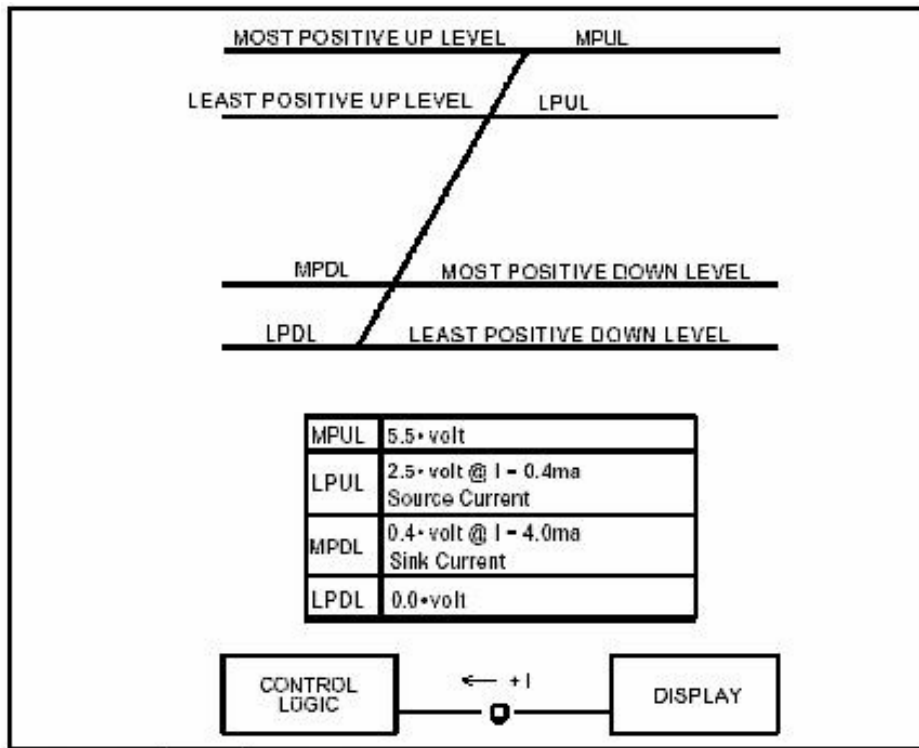 MOST POSITIVE UP LEVEL MPUL
LEAST POSITIVE UP LEVEL LPUL
MPDL MOST POSITIVE DOWN LEVEL
LPDL LEAST POSITIVE DOWN LEVEL
MPUL 5.5• volt
LPUL 2.5• volt @ I - 0.4ma
Source Current
MPDL 0.4• volt @ I - 4.0ma
Sink Current
LPDL 0.0•volt
← + I
CONTROL
LOGIC
DISPLAY